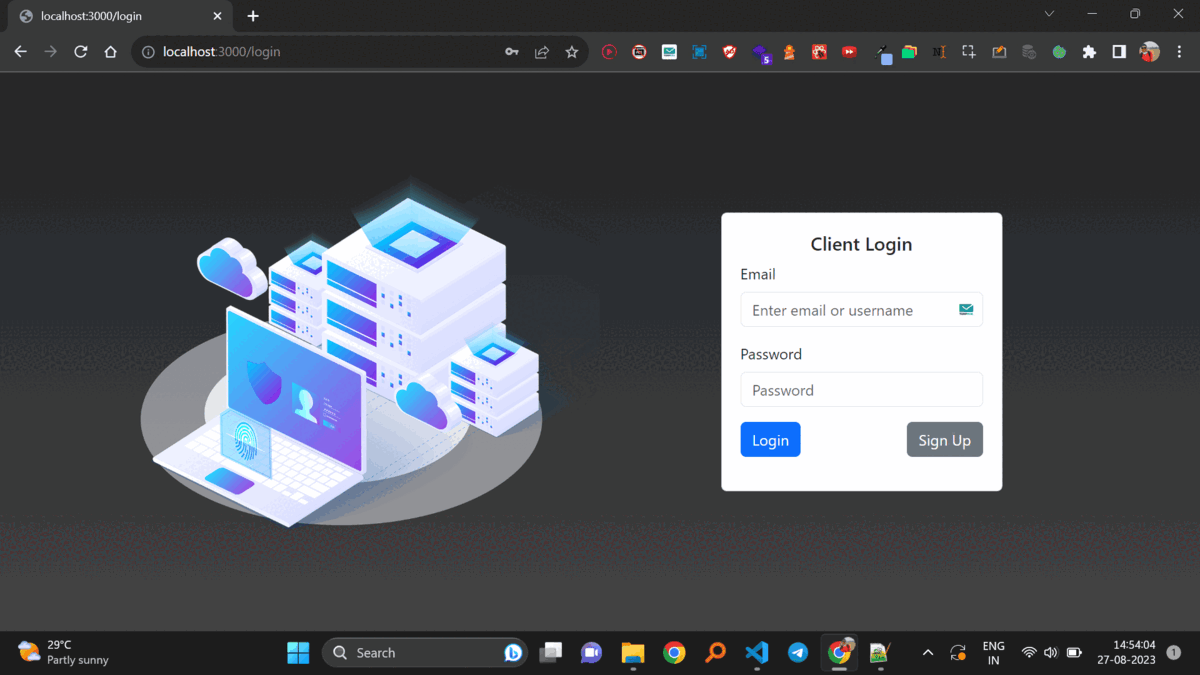 localhost:3000/login
localhost:3000/login
5
Client Login
Email
Enter email or username
Password
Password
Login
Sign Up
29°C
Partly sunny
Search
ENG
IN
14:54:04
27-08-2023
1